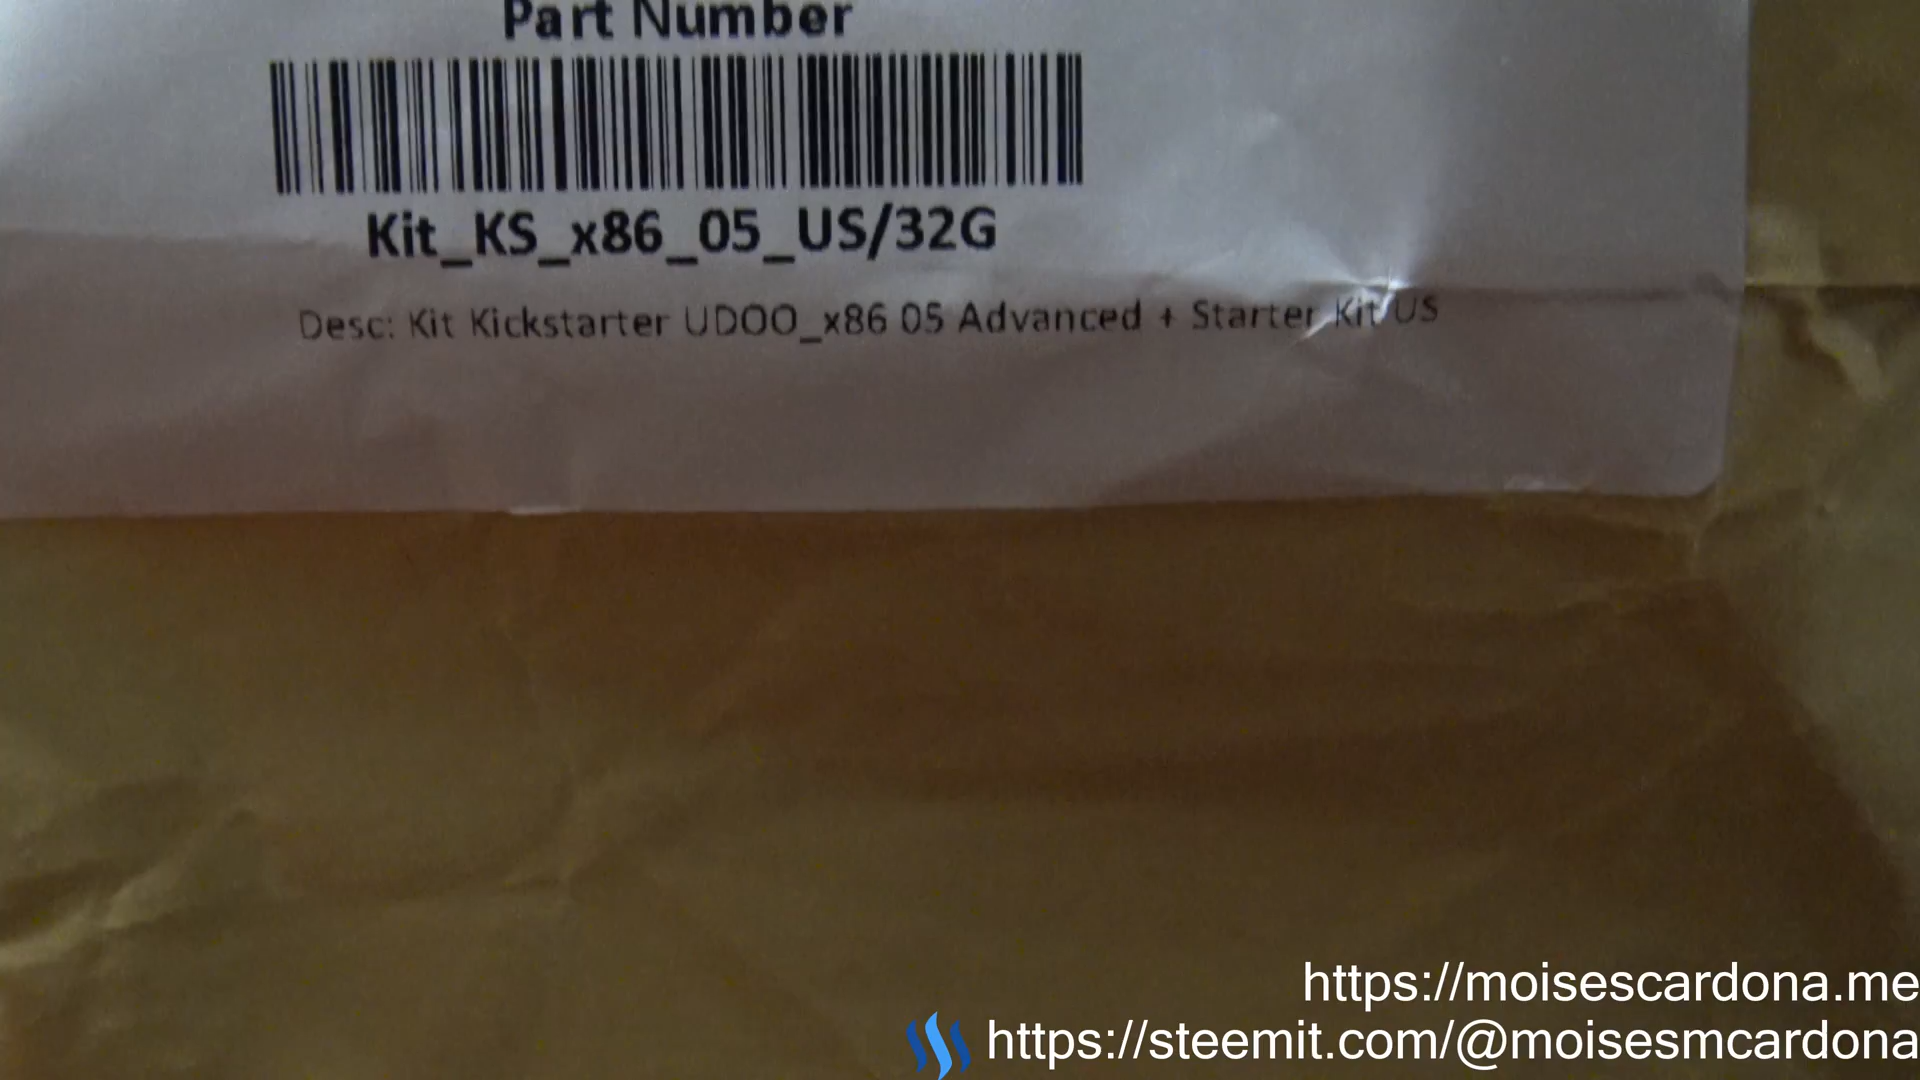 Part Number
Kit_KS_x86_05_US/32G
Desc: Kit Kickstarter UDOO_x86 05 Advanced + Starter Kit US
https://moisescardona.me
https://steemit.com/@moisesmcardona